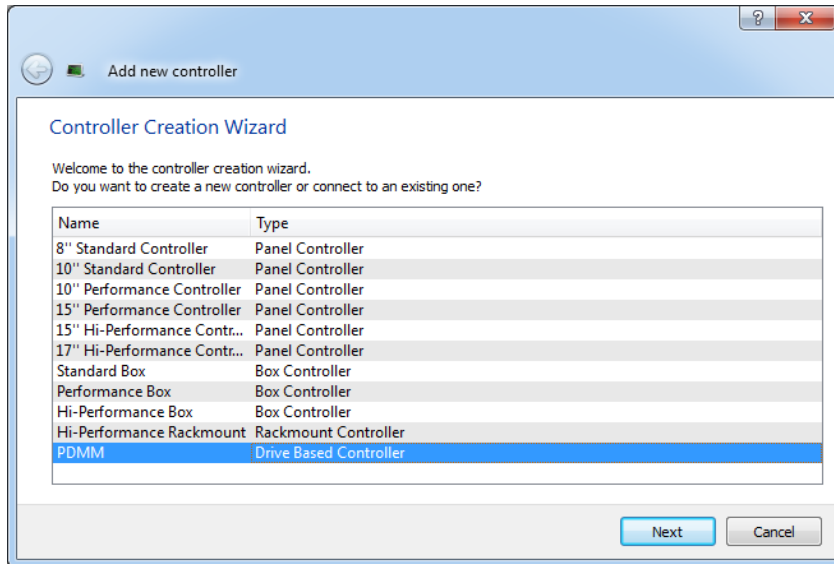 Add new controller
Controller Creation Wizard
Welcome to the controller creation wizard.
Do you want to create a new controller or connect to an existing one?
Name Type
8'' Standard Controller Panel Controller
10'' Standard Controller Panel Controller
10'' Performance Controller Panel Controller
15'' Performance Controller Panel Controller
15'' Hi-Performance Contr... Panel Controller
17'' Hi-Performance Contr... Panel Controller
Standard Box Box Controller
Performance Box Box Controller
Hi-Performance Box Box Controller
Hi-Performance Rackmount Rackmount Controller
PDMM Drive Based Controller
Next Cancel